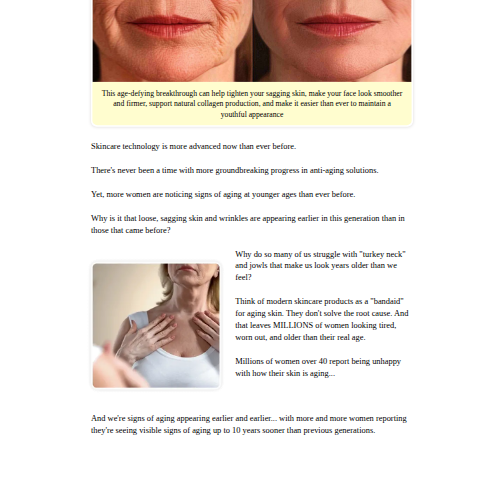 This age-defying breakthrough can help tighten your sagging skin, make your face look smoother
and firmer, support natural collagen production, and make it easier than ever to maintain a
youthful appearance
Skincare technology is more advanced now than ever before.
There's never been a time with more groundbreaking progress in anti-aging solutions.
Yet, more women are noticing signs of aging at younger ages than ever before.
Why is it that loose, sagging skin and wrinkles are appearing earlier in this generation than in
those that came before?
Why do so many of us struggle with "turkey neck"
and jowls that make us look years older than we
feel?
Think of modern skincare products as a "bandaid"
for aging skin. They don't solve the root cause. And
that leaves MILLIONS of women looking tired,
worn out, and older than their real age.
Millions of women over 40 report being unhappy
with how their skin is aging...
And we're signs of aging appearing earlier and earlier... with more and more women reporting
they're seeing visible signs of aging up to 10 years sooner than previous generations.